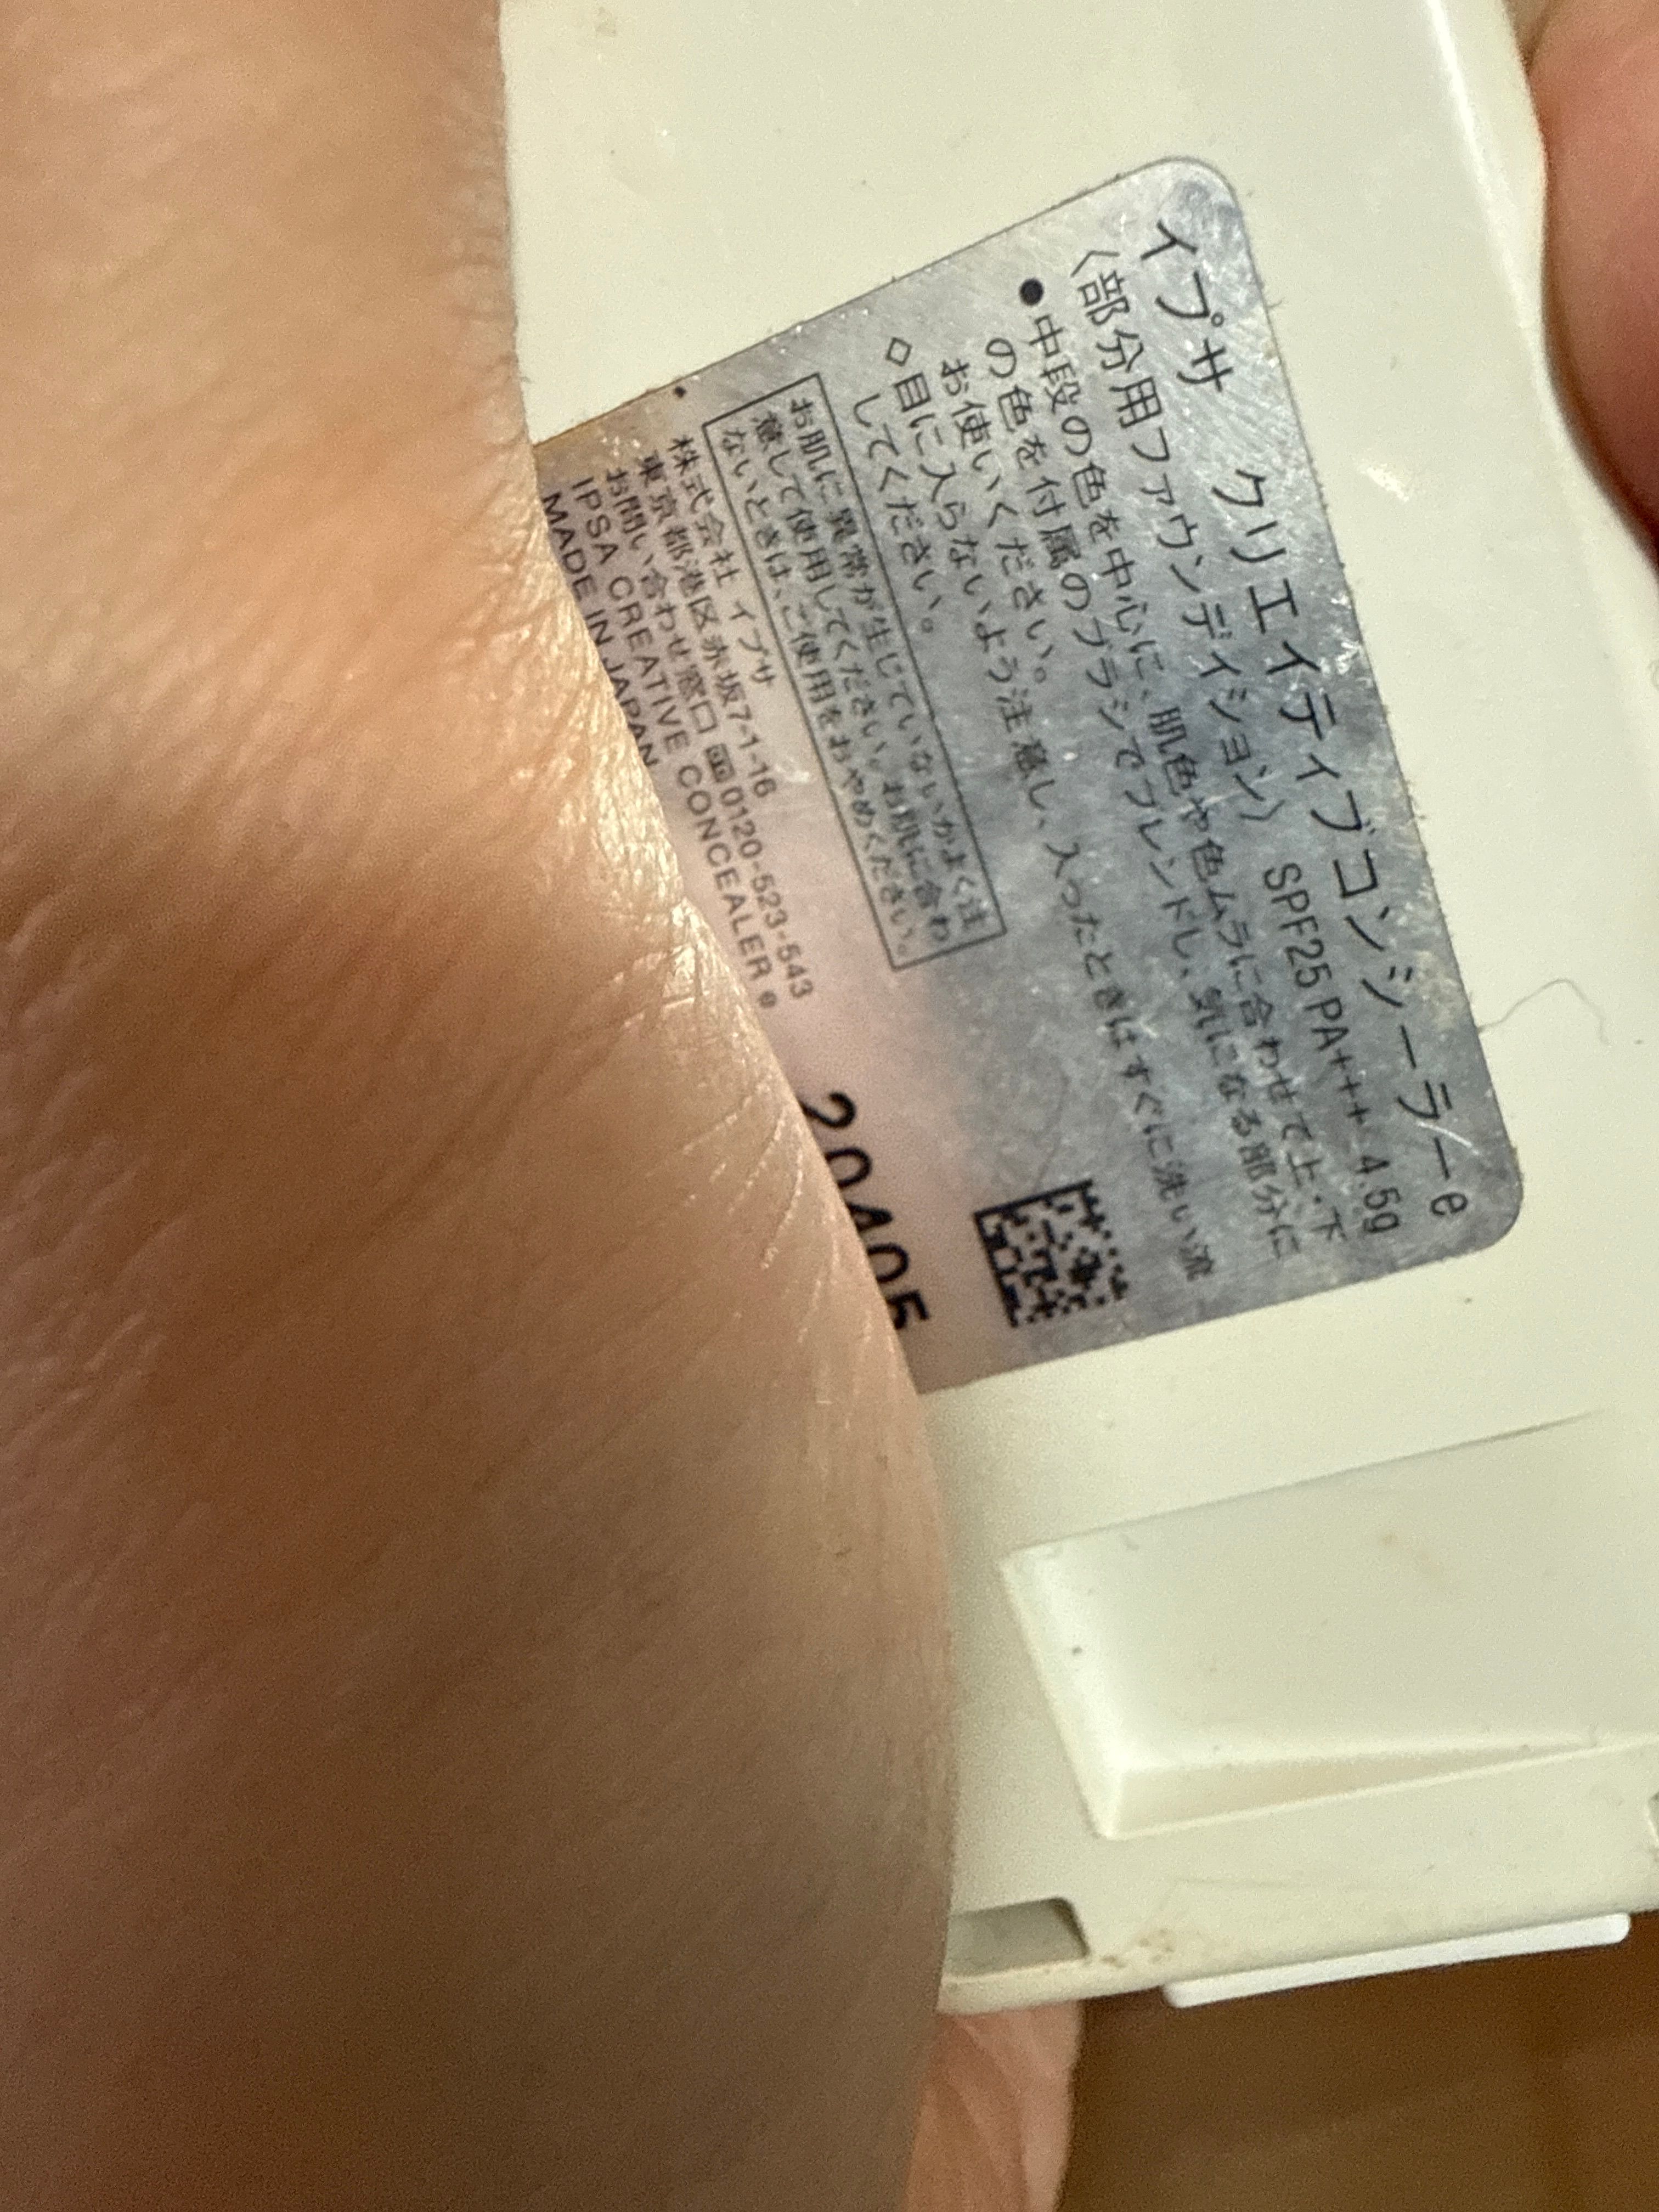 イプサ クリエイティブコンシーラーe
〈部分用ファウンデイション〉 SPF25 PA+++ 4.5g
●中段の色を中心に、肌色や色ムラに合わせて上・下
の色を付属のブラシでブレンドし、気になる部分に
お使いください。
◇目に入らないよう注意し、入ったときはすぐに洗い流
してください。
お肌に異常が生じていないかよく注
意して使用してください。お肌に合わ
ないときは、ご使用をおやめください。
株式会社 イプサ
東京都港区赤坂7-1-16
お問い合わせ窓口 0120-523-543
IPSA CREATIVE CONCEALER e
MADE IN JAPAN
20405